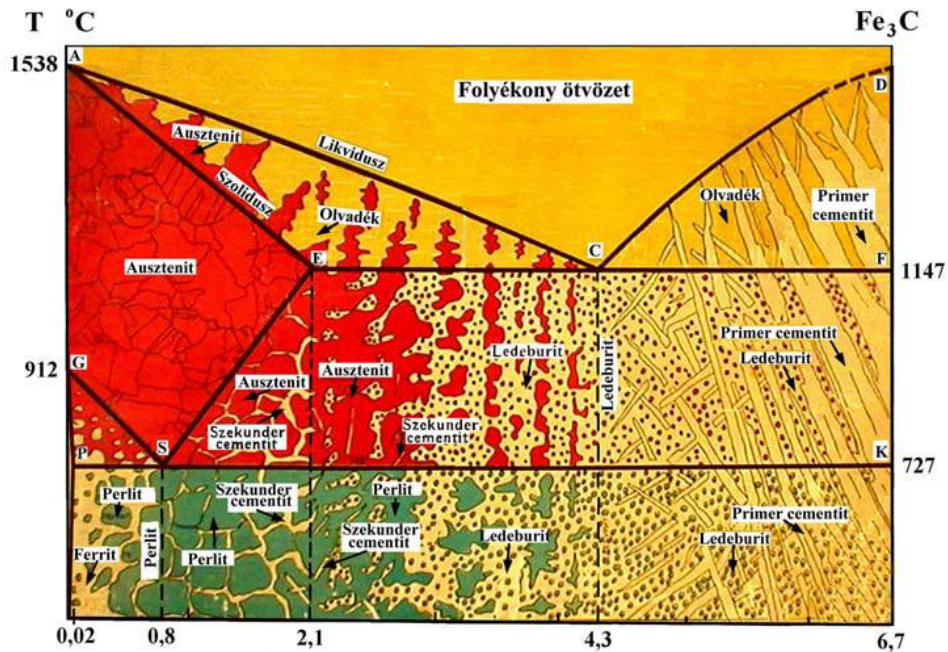 T °C
Fe₃C
A
1538
D
Folyékony ötvözet
Ausztenit
Likvidusz
Szolidusz
Olvadék
Olvadék
Primer
cementit
E
C
F
1147
Ausztenit
Primer cementit
Ledeburit
Ledeburit
Ledeburit
912
G
Ausztenit
Ausztenit
Szekunder
cementit
Szekunder
cementit
P
S
K
727
Perlit
Szekunder
cementit
Perlit
Primer cementit
Ferrit
Perlit
Perlit
Szekunder
cementit
Ledeburit
Ledeburit
0,02
0,8
2,1
4,3
6,7